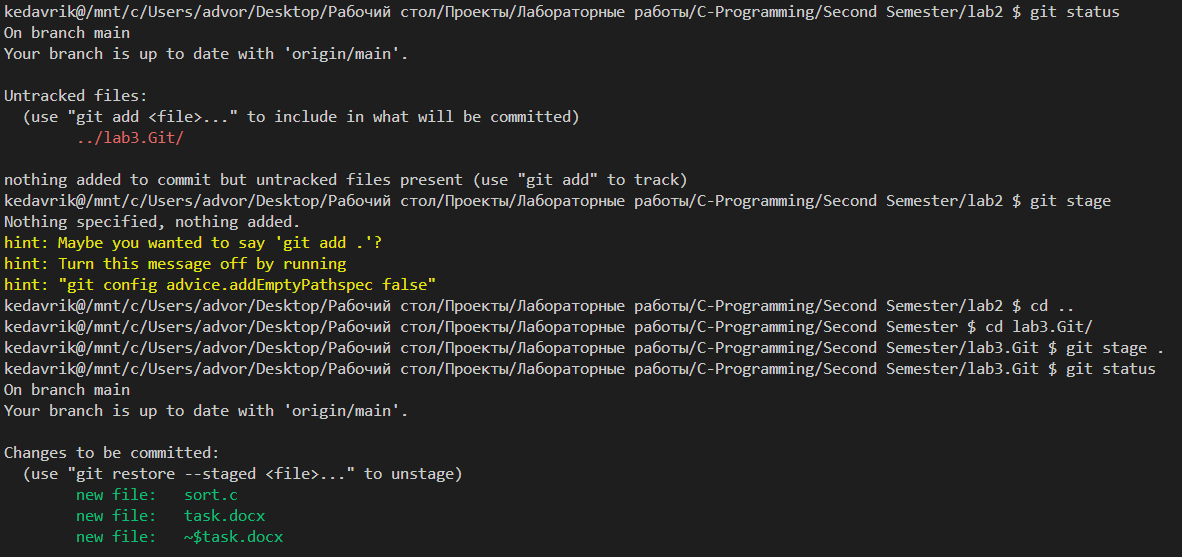 kedavrik@/mnt/c/Users/advor/Desktop/Рабочий стол/Проекты/Лабораторные работы/C-Programming/Second Semester/lab2 $ git status
On branch main
Your branch is up to date with 'origin/main'.

Untracked files:
  (use "git add <file>..." to include in what will be committed)
        ../lab3.Git/

nothing added to commit but untracked files present (use "git add" to track)
kedavrik@/mnt/c/Users/advor/Desktop/Рабочий стол/Проекты/Лабораторные работы/C-Programming/Second Semester/lab2 $ git stage
Nothing specified, nothing added.
hint: Maybe you wanted to say 'git add .'?
hint: Turn this message off by running
hint: "git config advice.addEmptyPathspec false"
kedavrik@/mnt/c/Users/advor/Desktop/Рабочий стол/Проекты/Лабораторные работы/C-Programming/Second Semester/lab2 $ cd ..
kedavrik@/mnt/c/Users/advor/Desktop/Рабочий стол/Проекты/Лабораторные работы/C-Programming/Second Semester $ cd lab3.Git/
kedavrik@/mnt/c/Users/advor/Desktop/Рабочий стол/Проекты/Лабораторные работы/C-Programming/Second Semester/lab3.Git $ git stage .
kedavrik@/mnt/c/Users/advor/Desktop/Рабочий стол/Проекты/Лабораторные работы/C-Programming/Second Semester/lab3.Git $ git status
On branch main
Your branch is up to date with 'origin/main'.

Changes to be committed:
  (use "git restore --staged <file>..." to unstage)
        new file:   sort.c
        new file:   task.docx
        new file:   ~$task.docx